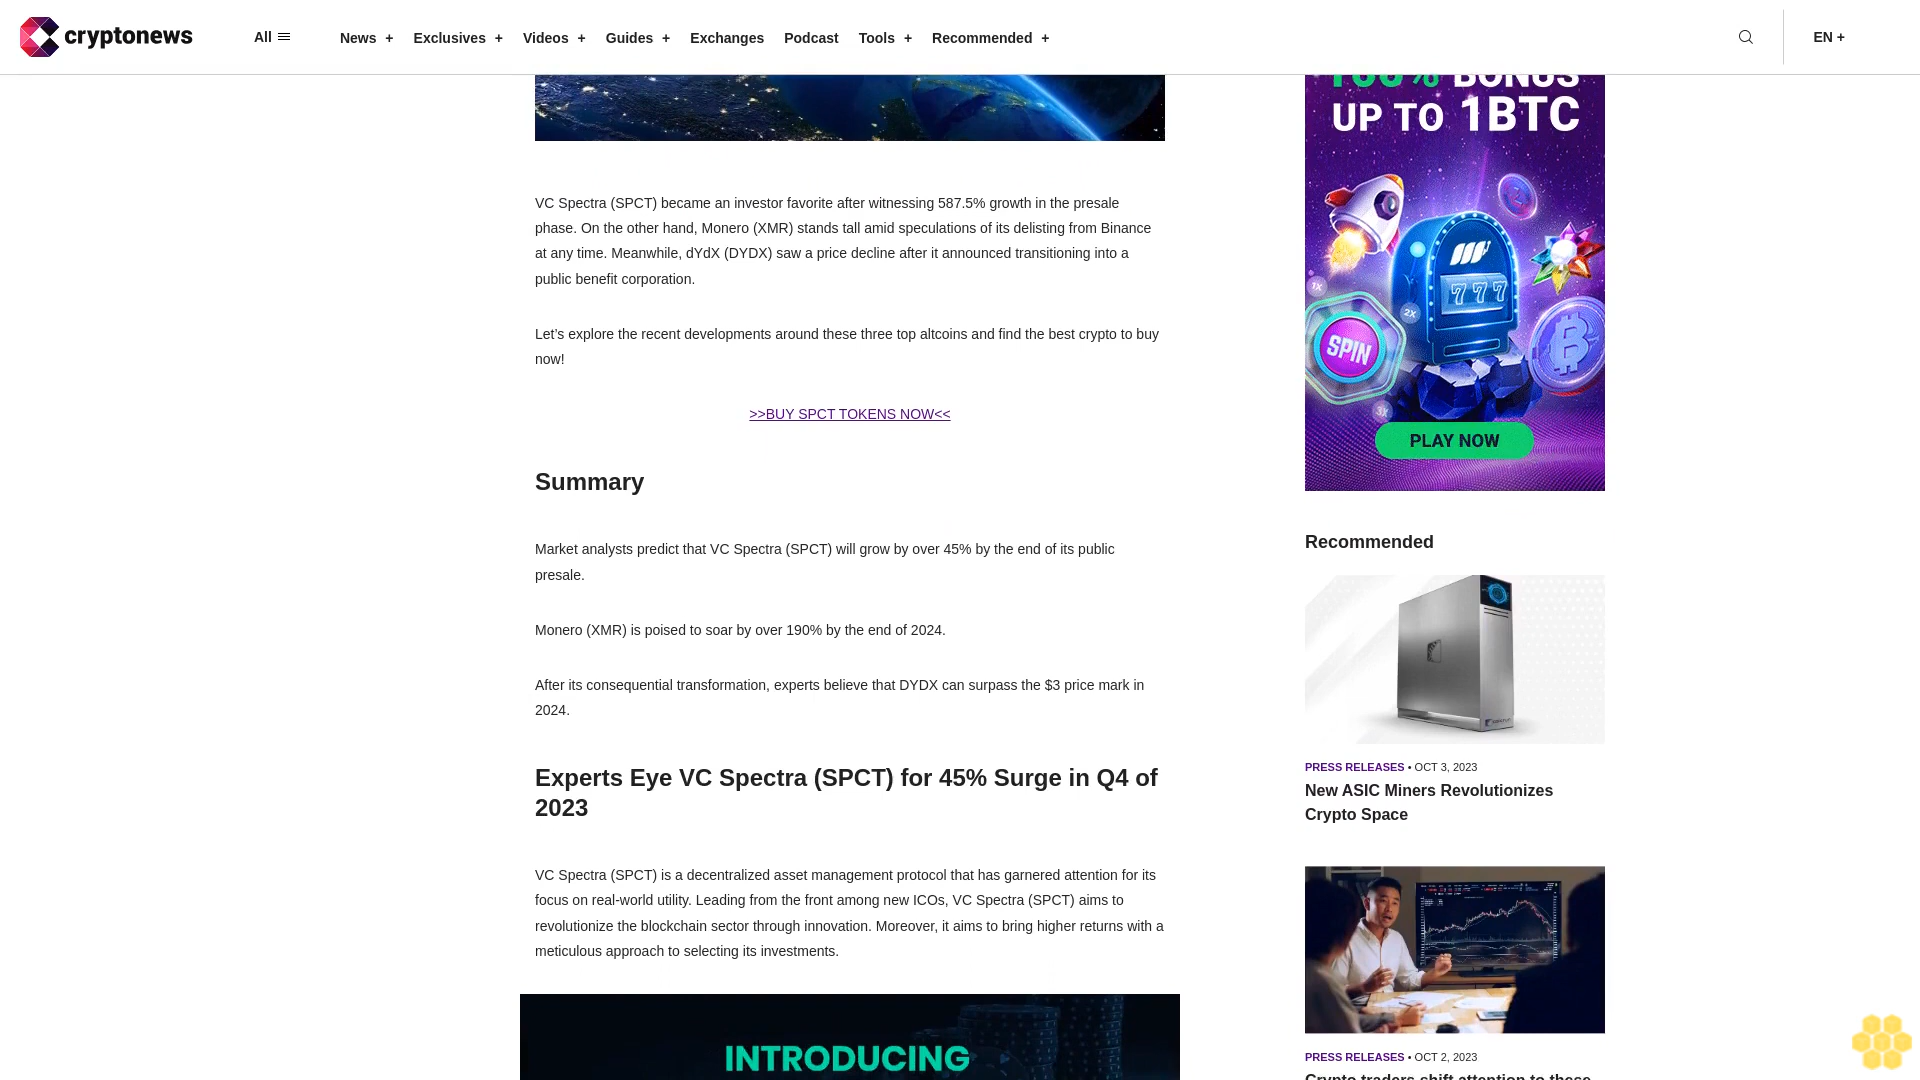 cryptonews
All
News +
Exclusives +
Videos +
Guides +
Exchanges
Podcast
Tools +
Recommended +
EN +
VC Spectra (SPCT) became an investor favorite after witnessing 587.5% growth in the presale
phase. On the other hand, Monero (XMR) stands tall amid speculations of its delisting from Binance
at any time. Meanwhile, dYdX (DYDX) saw a price decline after it announced transitioning into a
public benefit corporation.
Let’s explore the recent developments around these three top altcoins and find the best crypto to buy
now!
>>BUY SPCT TOKENS NOW<<
Summary
Market analysts predict that VC Spectra (SPCT) will grow by over 45% by the end of its public
presale.
Monero (XMR) is poised to soar by over 190% by the end of 2024.
After its consequential transformation, experts believe that DYDX can surpass the $3 price mark in
2024.
Experts Eye VC Spectra (SPCT) for 45% Surge in Q4 of
2023
VC Spectra (SPCT) is a decentralized asset management protocol that has garnered attention for its
focus on real-world utility. Leading from the front among new ICOs, VC Spectra (SPCT) aims to
revolutionize the blockchain sector through innovation. Moreover, it aims to bring higher returns with a
meticulous approach to selecting its investments.
INTRODUCING
100% BONUS
UP TO 1BTC
1X
2X
777
SPIN
3X
PLAY NOW
Recommended
PRESS RELEASES • OCT 3, 2023
New ASIC Miners Revolutionizes
Crypto Space
PRESS RELEASES • OCT 2, 2023
Crypto traders shift attention to these